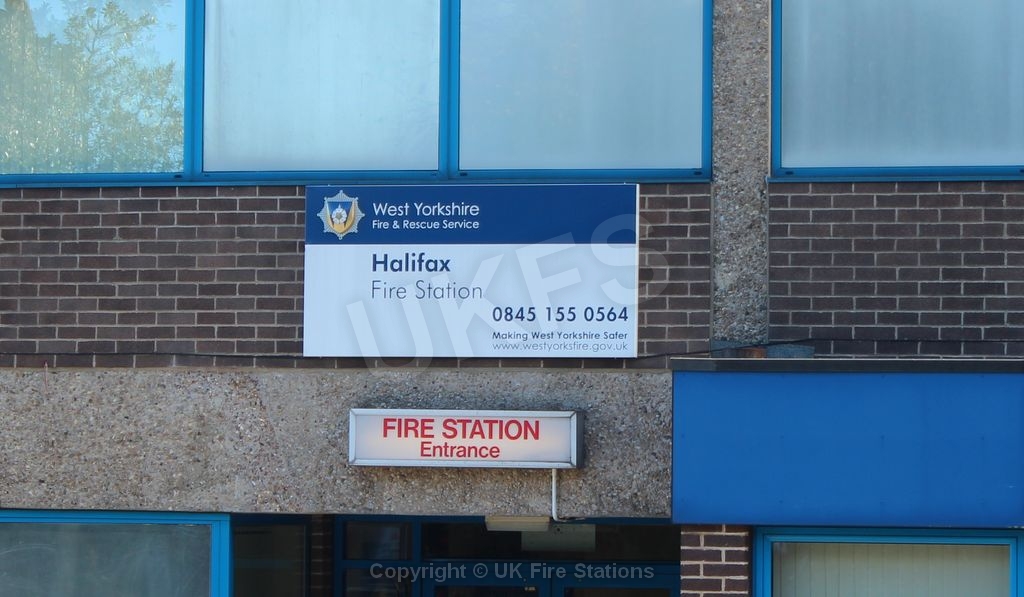 West Yorkshire
Fire & Rescue Service
Halifax
Fire Station
0845 155 0564
Making West Yorkshire Safer
www.westyorksfire.gov.uk
UKFS
FIRE STATION
Entrance
Copyright © UK Fire Stations